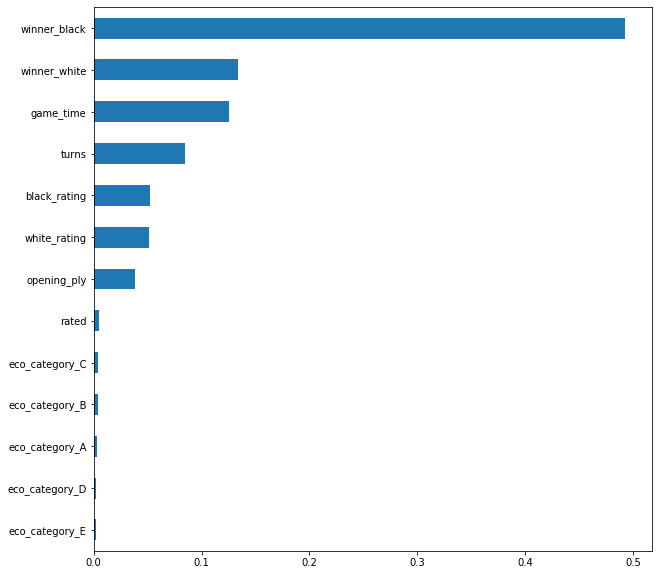 winner_black
winner_white
game_time
turns
black_rating
white_rating
opening_ply
rated
eco_category_C
eco_category_B
eco_category_A
eco_category_D
eco_category_E
0.0 0.1 0.2 0.3 0.4 0.5